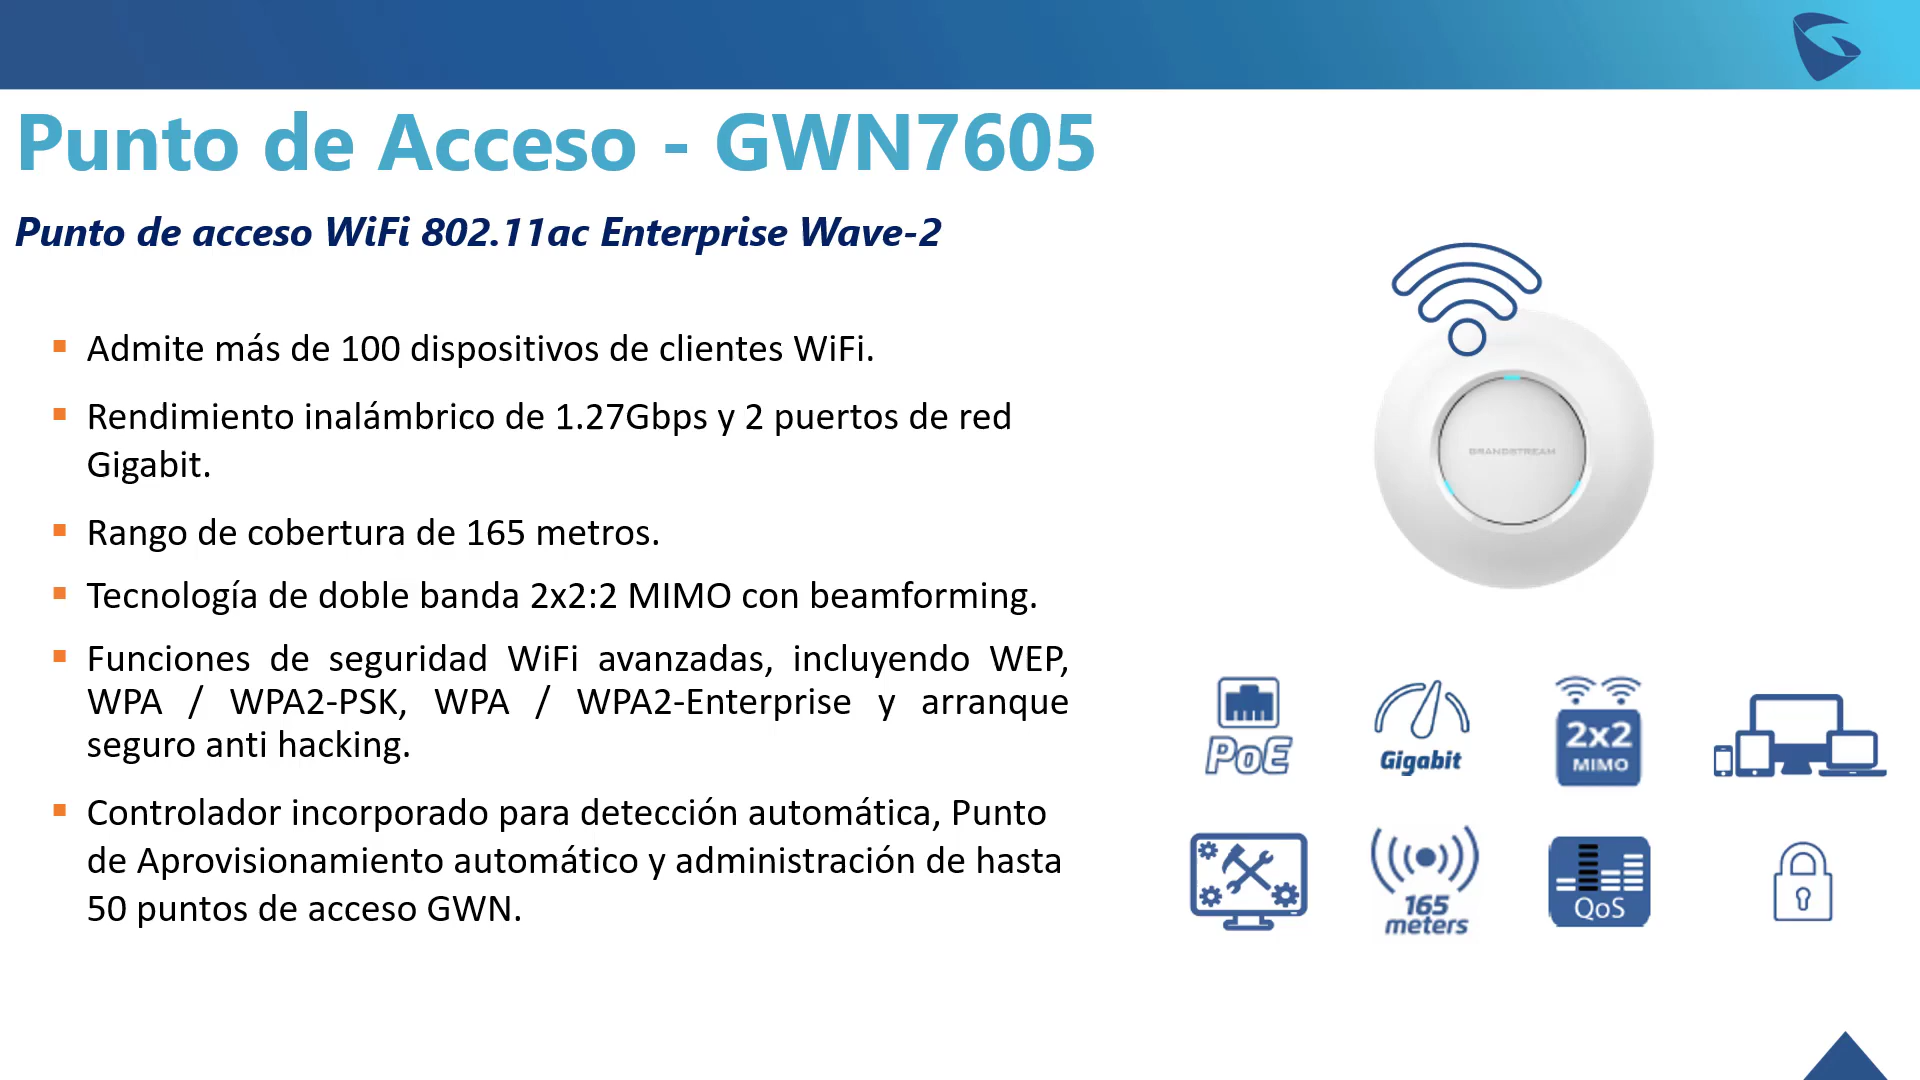 Punto de Acceso - GWN7605
Punto de acceso WiFi 802.11ac Enterprise Wave-2
Admite más de 100 dispositivos de clientes WiFi.
Rendimiento inalámbrico de 1.27Gbps y 2 puertos de red
Gigabit.
Rango de cobertura de 165 metros.
Tecnología de doble banda 2x2:2 MIMO con beamforming.
Funciones de seguridad WiFi avanzadas, incluyendo WEP,
WPA / WPA2-PSK, WPA / WPA2-Enterprise y arranque
seguro anti hacking.
Controlador incorporado para detección automática, Punto
de Aprovisionamiento automático y administración de hasta
50 puntos de acceso GWN.
GRANDSTREAM
PoE
Gigabit
2x2
MIMO
165
meters
QoS